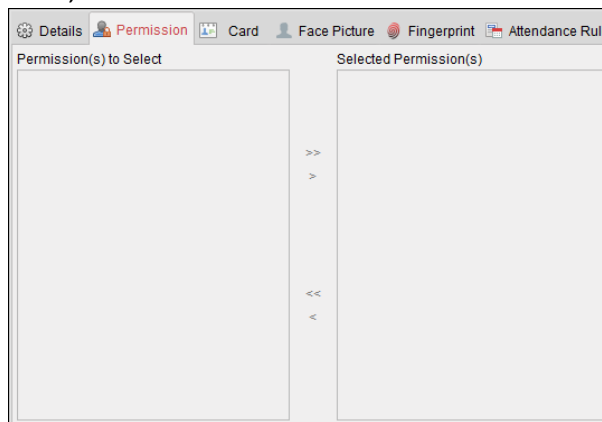 Details Permission Card Face Picture Fingerprint Attendance Rul
Permission(s) to Select Selected Permission(s)
>>
>
<<
<